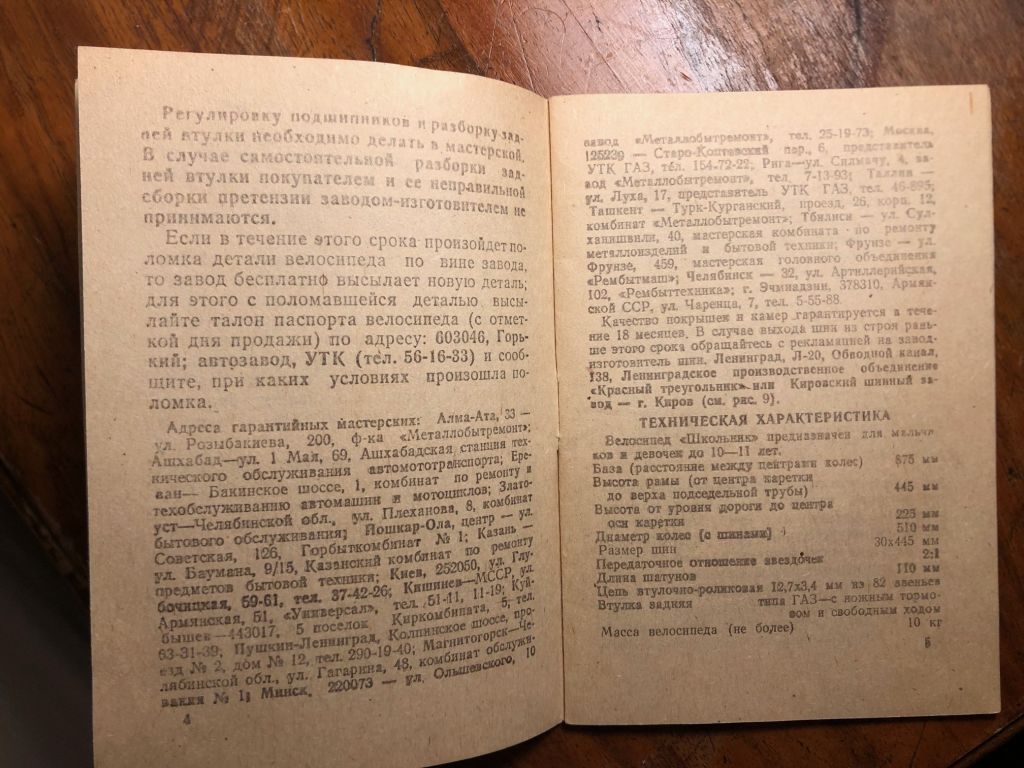 Регулировку подшипников и разборку зад-
ней втулки необходимо делать в мастерской.
В случае самостоятельной разборки зад-
ней втулки покупателем и ее неправильной
сборки претензии заводом-изготовителем не
принимаются.
Если в течение этого срока произойдет по-
ломка детали велосипеда по вине завода,
то завод бесплатно высылает новую деталь;
для этого с поломавшейся деталью высы-
лайте талон паспорта велосипеда (с отмет-
кой дня продажи) по адресу: 603046, Горь-
кий; автозавод, УТК (тел. 56-16-33) и сооб-
щите, при каких условиях произошла по-
ломка.
Адреса гарантийных мастерских: Алма-Ата, 33 —
ул. Розыбакиева, 200, ф-ка «Металлобытремонт»;
Ашхабад—ул. 1 Мая, 69, Ашхабадская станция тех-
нического обслуживания автомототранспорта; Ере-
ван— Бакинское шоссе, 1, комбинат по ремонту и
техобслуживанию автомашин и мотоциклов; Злато-
уст—Челябинской обл., ул. Плеханова, 8, комбинат
бытового обслуживания; Йошкар-Ола, центр — ул.
Советская, 126, Горбыткомбинат № 1; Казань —
ул. Баумана, 9/15, Казанский комбинат по ремонту
предметов бытовой техники; Киев, 252050, ул. Глу-
бочицкая, 59-61, тел. 37-42-26; Кишинев—МССР ул.
Армянская, 51, «Универсал», тел. 51-11, 11-19; Куй-
бышев—443017, 5 поселок Киркомбината, 5, тел.
63-31-39; Пушкин-Ленинград, Колпинское шоссе, про-
езд № 2, дом № 12, тел. 290-19-40; Магнитогорск—Че-
лябинской обл., ул. Гагарина, 48, комбинат обслужи-
вания № 1; Минск, 220073 — ул. Ольшевского, 10
4
завод «Металлобытремонт», тел. 25-19-73; Москва,
125239 — Старо-Коптевский пер., 6, представитель
УТК ГАЗ, тел. 154-72-22; Рига—ул. Силмачу, 4, за-
вод «Металлобытремонт», тел. 7-13-93; Таллин —
ул. Луха, 17, представитель УТК ГАЗ, тел. 46-895;
Ташкент — Турк-Курганский, проезд, 26, корп. 12,
комбинат «Металлобытремонт»; Тбилиси — ул. Сул-
ханишвили, 40, мастерская комбината по ремонту
металлоизделий и бытовой техники; Фрунзе — ул.
Фрунзе, 459, мастерская головного объединения
«Рембытмаш»; Челябинск — 32, ул. Артиллерийская,
102, «Рембыттехника»; г. Эчмиадзин, 378310, Армян-
ской ССР, ул. Чаренца, 7, тел. 5-55-88.
Качество покрышек и камер гарантируется в тече-
ние 18 месяцев. В случае выхода шин из строя рань-
ше этого срока обращайтесь с рекламацией на завод-
изготовитель шин. Ленинград, Л-20, Обводной канал,
138, Ленинградское производственное объединение
«Красный треугольник» или Кировский шинный за-
вод — г. Киров (см. рис. 9).
ТЕХНИЧЕСКАЯ ХАРАКТЕРИСТИКА
Велосипед «Школьник» предназначен для мальчи-
ков и девочек до 10—11 лет.
База (расстояние между центрами колес) 875 мм
Высота рамы (от центра каретки
до верха подседельной трубы) 445 мм
Высота от уровня дороги до центра
оси каретки 223 мм
Диаметр колес (с шинами) 510 мм
Размер шин 30х445 мм
Передаточное отношение звездочек 2:1
Длина шатунов 110 мм
Цепь втулочно-роликовая 12,7х3,4 мм из 82 звеньев
Втулка задняя типа ГАЗ—с ножным тормо-
зом и свободным ходом
Масса велосипеда (не более) 10 кг
5